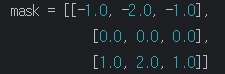 mask = [[-1.0, -2.0, -1.0],
[0.0, 0.0, 0.0],
[1.0, 2.0, 1.0]]